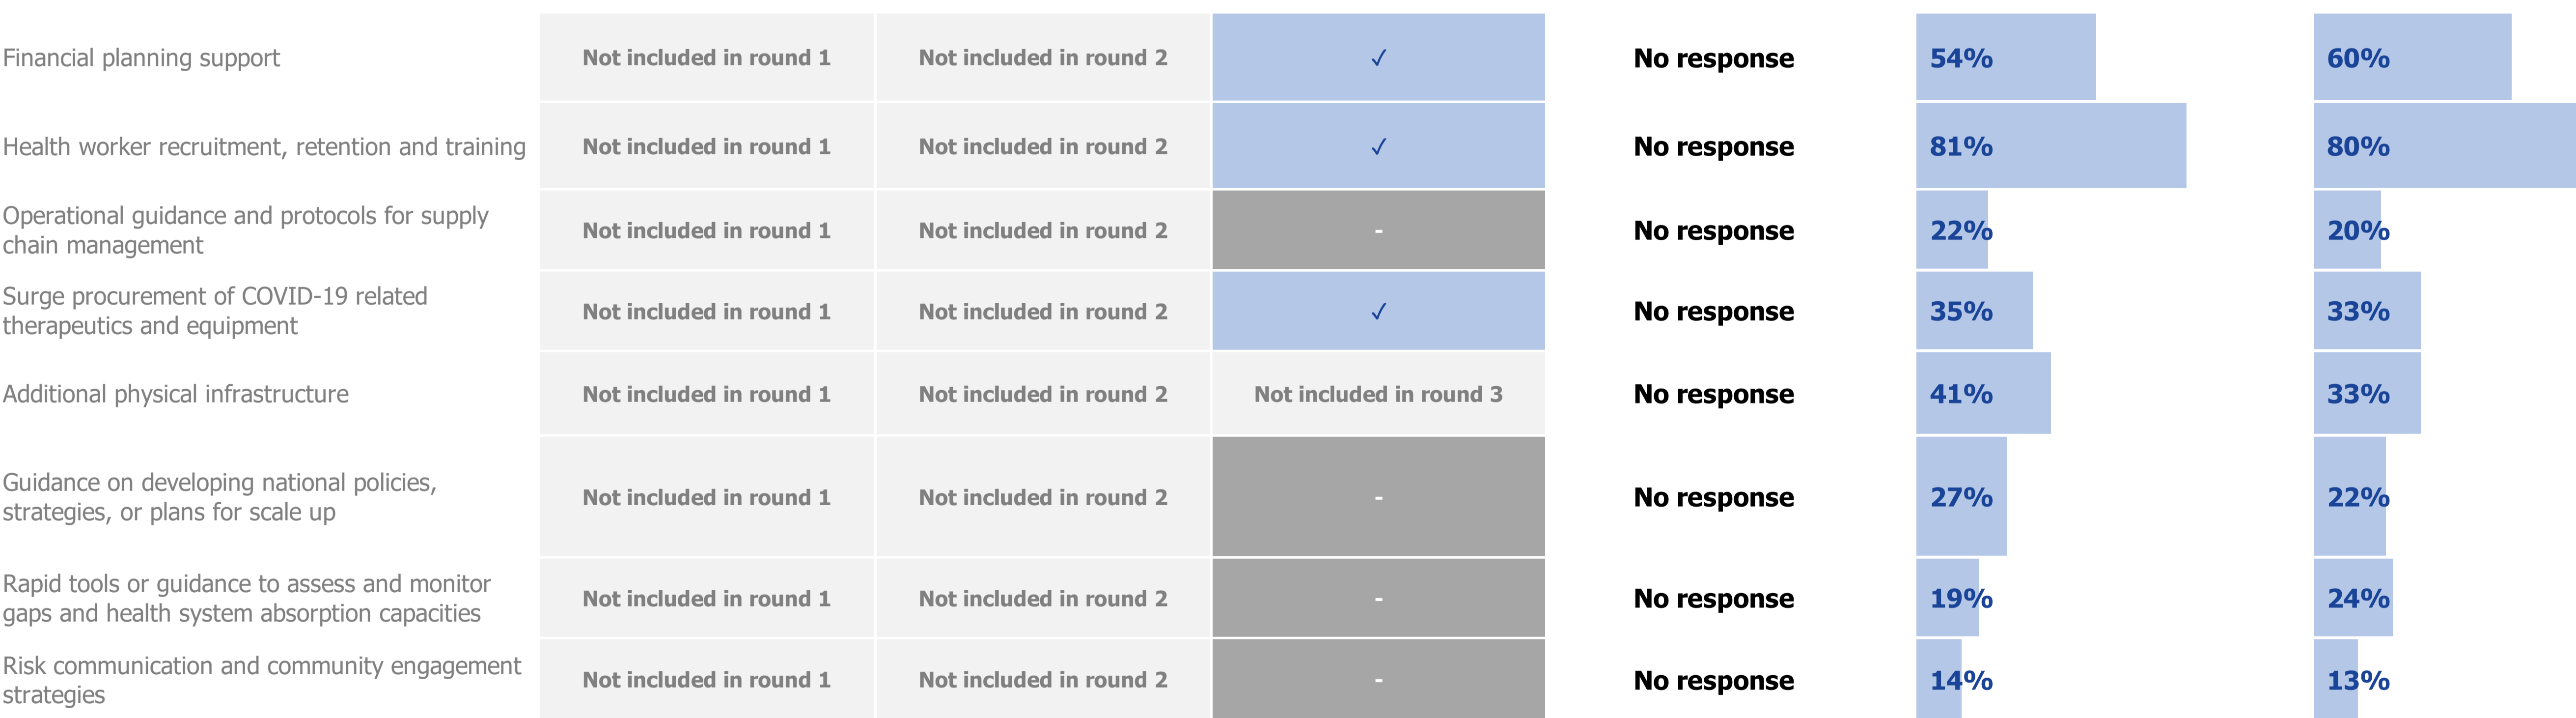 Financial planning support Not included in round 1 Not included in round 2 ✓ No response 54% 60%
Health worker recruitment, retention and training Not included in round 1 Not included in round 2 ✓ No response 81% 80%
Operational guidance and protocols for supply
chain management Not included in round 1 Not included in round 2 - No response 22% 20%
Surge procurement of COVID-19 related
therapeutics and equipment Not included in round 1 Not included in round 2 ✓ No response 35% 33%
Additional physical infrastructure Not included in round 1 Not included in round 2 Not included in round 3 No response 41% 33%
Guidance on developing national policies,
strategies, or plans for scale up Not included in round 1 Not included in round 2 - No response 27% 22%
Rapid tools or guidance to assess and monitor
gaps and health system absorption capacities Not included in round 1 Not included in round 2 - No response 19% 24%
Risk communication and community engagement
strategies Not included in round 1 Not included in round 2 - No response 14% 13%